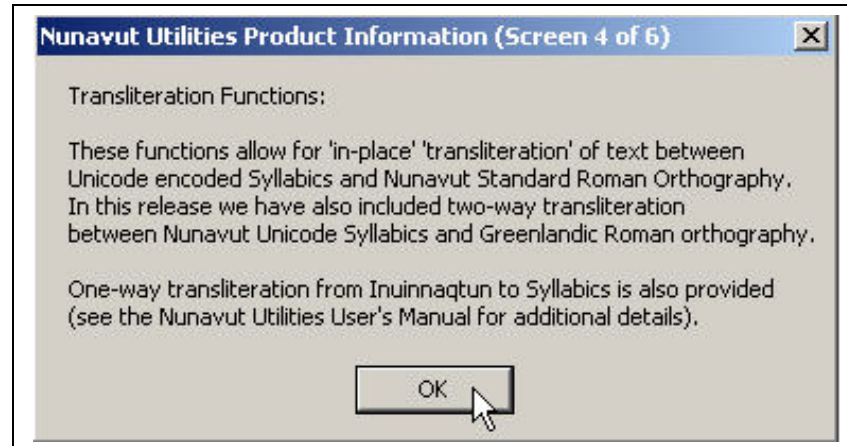 Nunavut Utilities Product Information (Screen 4 of 6)
Transliteration Functions:
These functions allow for 'in-place' 'transliteration' of text between
Unicode encoded Syllabics and Nunavut Standard Roman Orthography.
In this release we have also included two-way transliteration
between Nunavut Unicode Syllabics and Greenlandic Roman orthography.
One-way transliteration from Inuinnaqtun to Syllabics is also provided
(see the Nunavut Utilities User's Manual for additional details).
OK